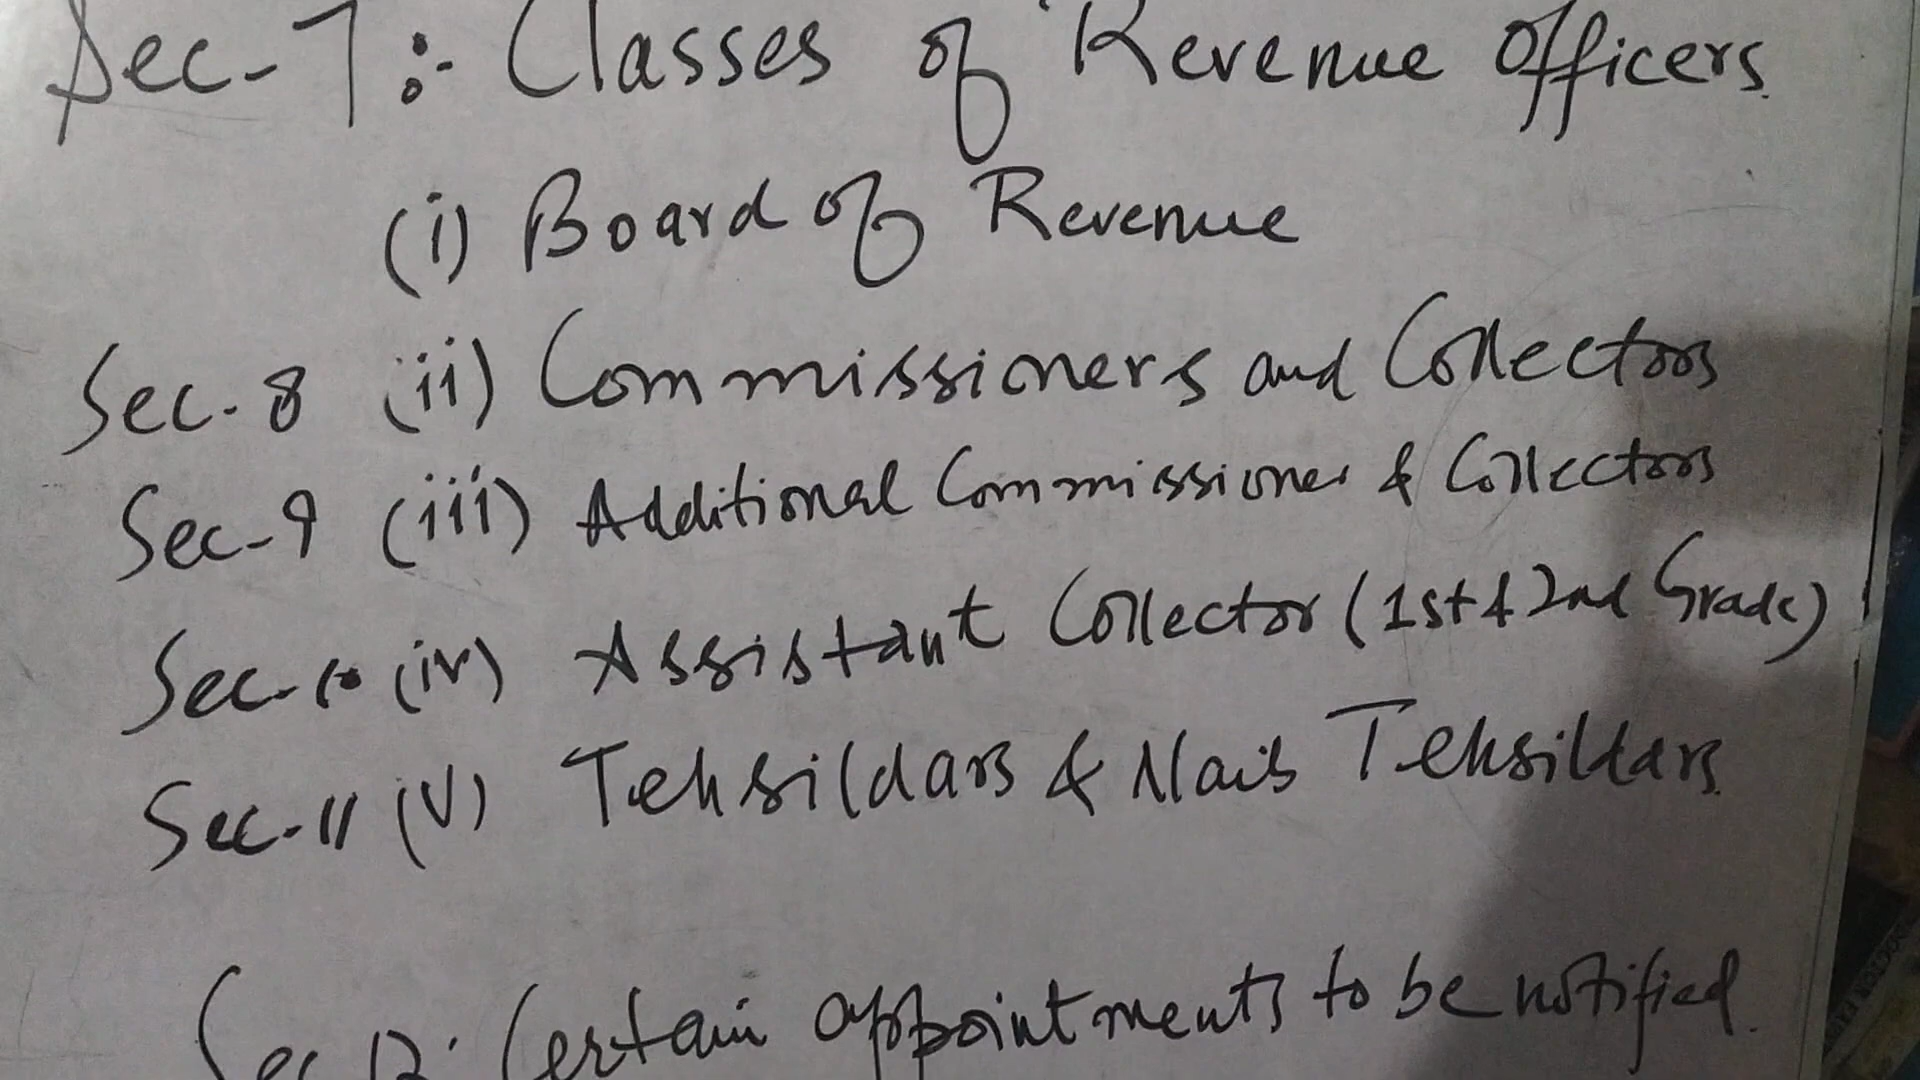 Sec-7:- Classes of Revenue Officers.
(i) Board of Revenue
Sec. 8 (ii) Commissioners and Collectors
Sec-9 (iii) Additional Commissioner & Collectors
Sec-10 (iv) Assistant Collector (1st & 2nd Grade)
Sec-11 (V) Tehsildars & Naib Tehsildars.
Sec 12. Certain appointments to be notified.